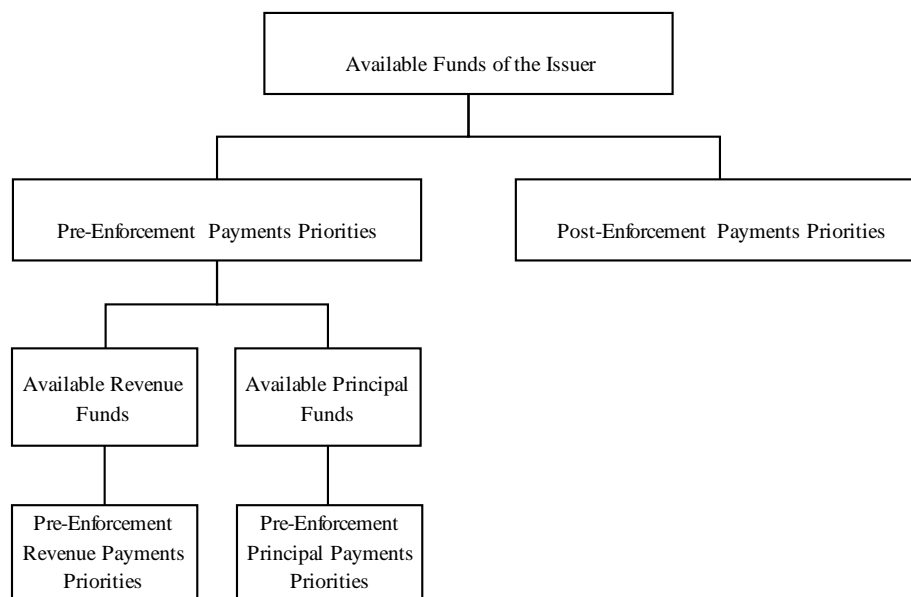 Available Funds of the Issuer
Pre-Enforcement Payments Priorities
Post-Enforcement Payments Priorities
Available Revenue
Funds
Available Principal
Funds
Pre-Enforcement
Revenue Payments
Priorities
Pre-Enforcement
Principal Payments
Priorities